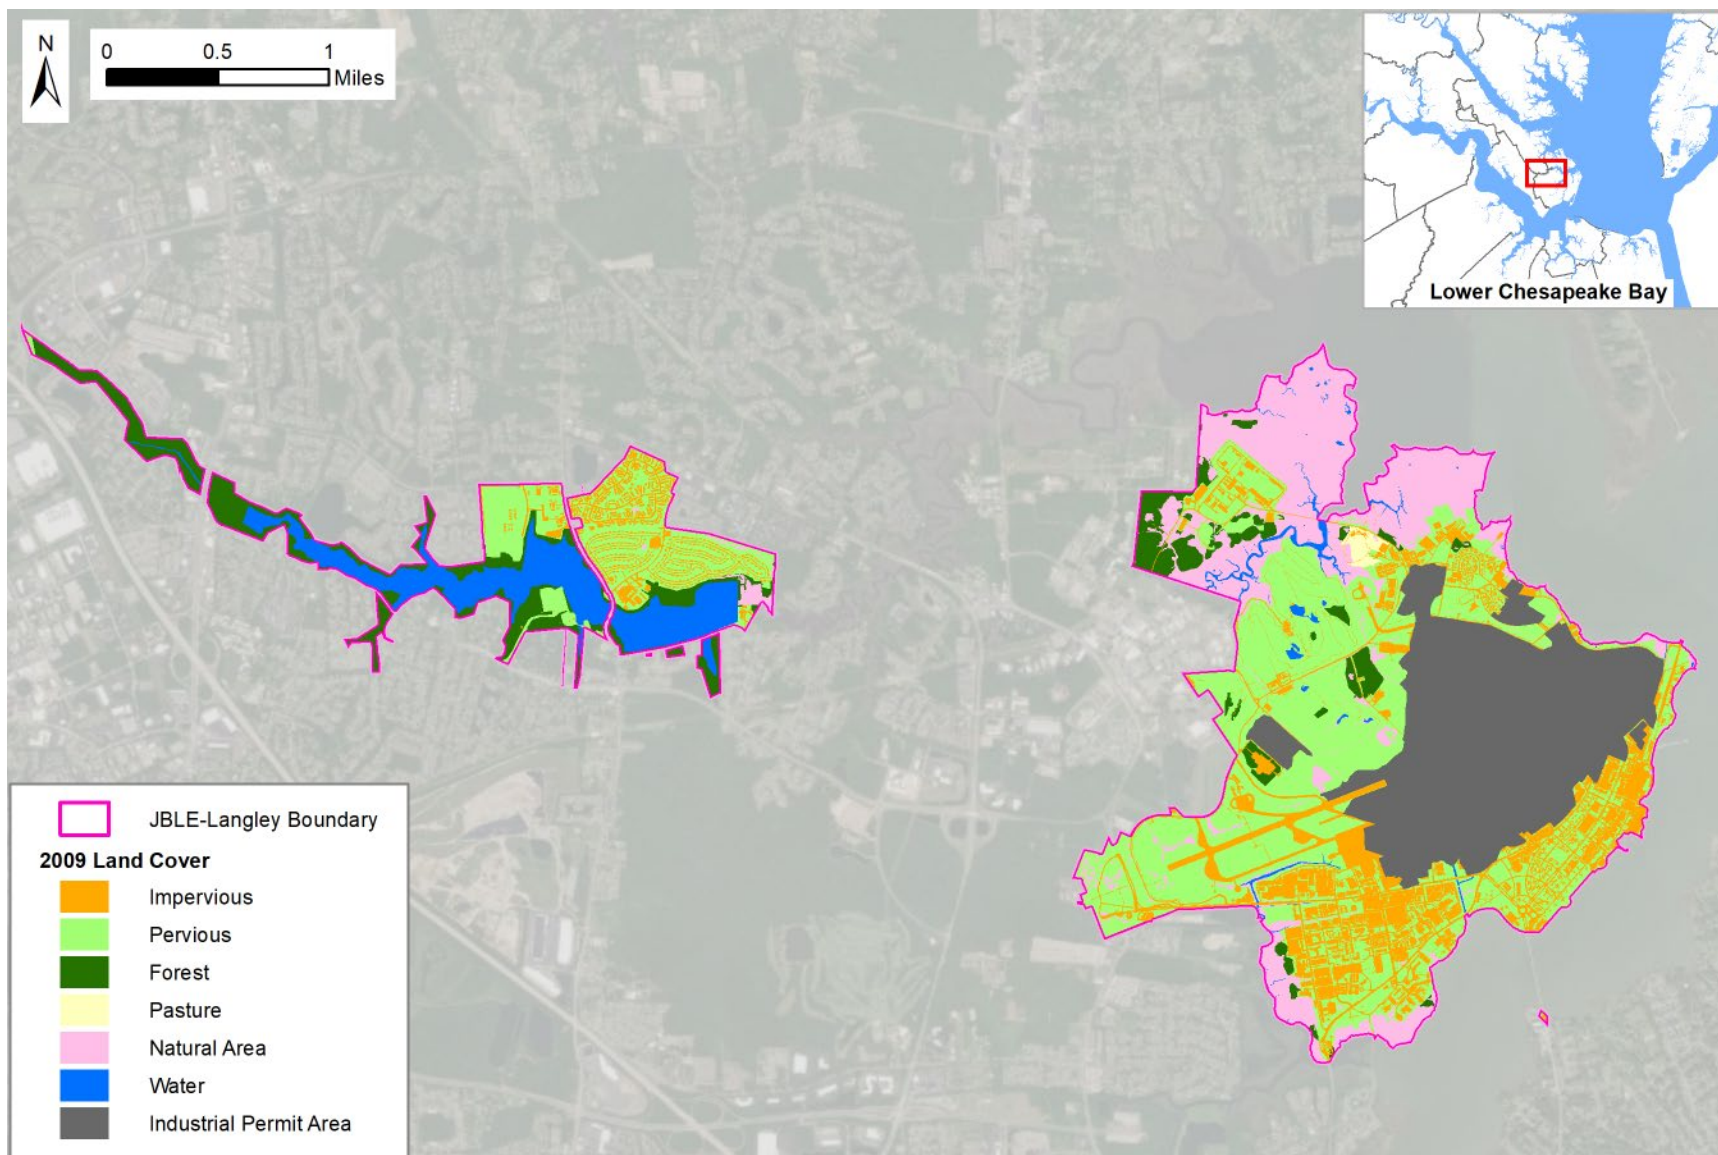 N
0 0.5 1
Miles
Lower Chesapeake Bay
JBLE-Langley Boundary
2009 Land Cover
Impervious
Pervious
Forest
Pasture
Natural Area
Water
Industrial Permit Area